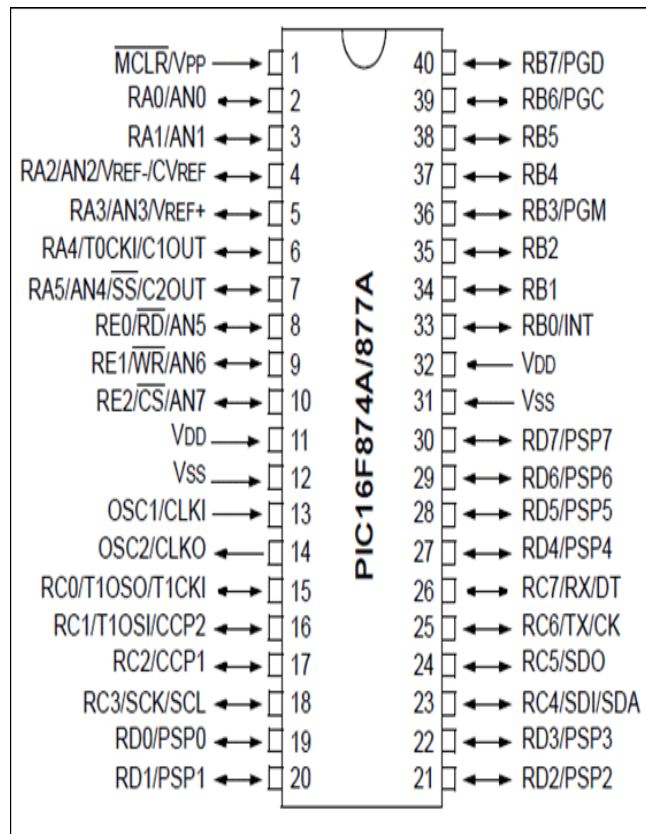 MCLR/VPP 1 40 RB7/PGD
RA0/AN0 2 39 RB6/PGC
RA1/AN1 3 38 RB5
RA2/AN2/VREF-/CVREF 4 37 RB4
RA3/AN3/VREF+ 5 36 RB3/PGM
RA4/T0CKI/C1OUT 6 35 RB2
RA5/AN4/SS/C2OUT 7 34 RB1
RE0/RD/AN5 8 33 RB0/INT
RE1/WR/AN6 9 32 VDD
RE2/CS/AN7 10 31 VSS
VDD 11 30 RD7/PSP7
VSS 12 29 RD6/PSP6
OSC1/CLKI 13 28 RD5/PSP5
OSC2/CLKO 14 27 RD4/PSP4
RC0/T1OSO/T1CKI 15 26 RC7/RX/DT
RC1/T1OSI/CCP2 16 25 RC6/TX/CK
RC2/CCP1 17 24 RC5/SDO
RC3/SCK/SCL 18 23 RC4/SDI/SDA
RD0/PSP0 19 22 RD3/PSP3
RD1/PSP1 20 21 RD2/PSP2
PIC16F874A/877A